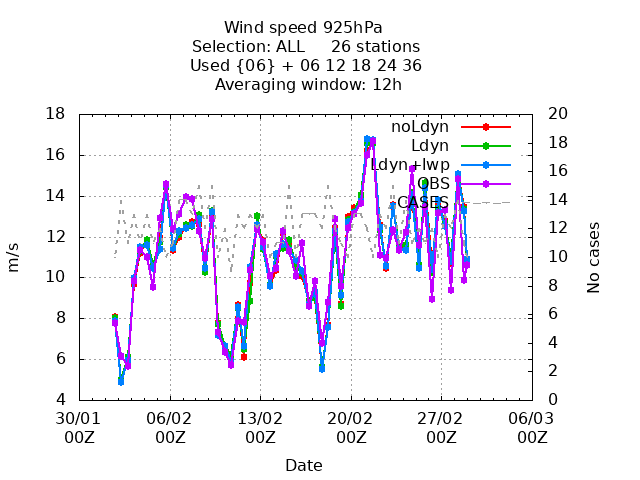 Wind speed 925hPa
Selection: ALL 26 stations
Used {06} + 06 12 18 24 36
Averaging window: 12h
18 20
noLdyn
18
Ldyn
16
Ldyn+lwp
16
OBS
14
CASES
14
12
12
10
10
8
8
6
6
4
2
4 0
m/s
No cases
30/01 06/02 13/02 20/02 27/02 06/03
00Z 00Z 00Z 00Z 00Z 00Z
Date